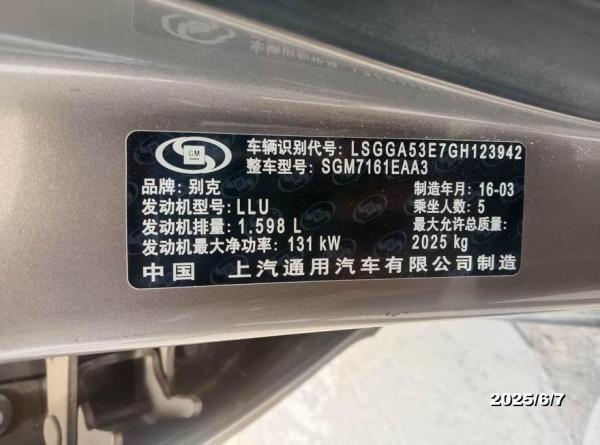 GM
车辆识别代号: LSGGA53E7GH123942
整车型号: SGM7161EAA3
品牌: 别克
制造年月: 16-03
发动机型号: LLU
乘坐人数: 5
发动机排量: 1.598 L
最大允许总质量:
发动机最大净功率: 131 kW
2025 kg
中国 上汽通用汽车有限公司制造
2025/6/7